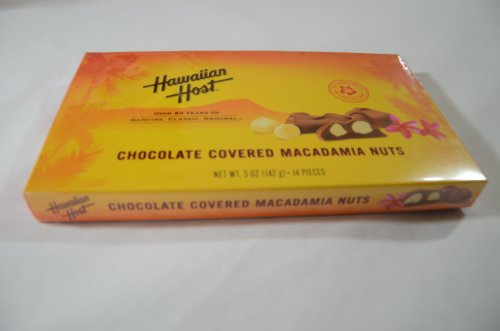 Hawaiian
Host
OVER 80 YEARS OF
GENUINE. CLASSIC. ORIGINAL.
CHOCOLATE COVERED MACADAMIA NUTS
NET WT. 5 OZ (142 g) • 14 PIECES
Hawaiian
Host
CHOCOLATE COVERED MACADAMIA NUTS